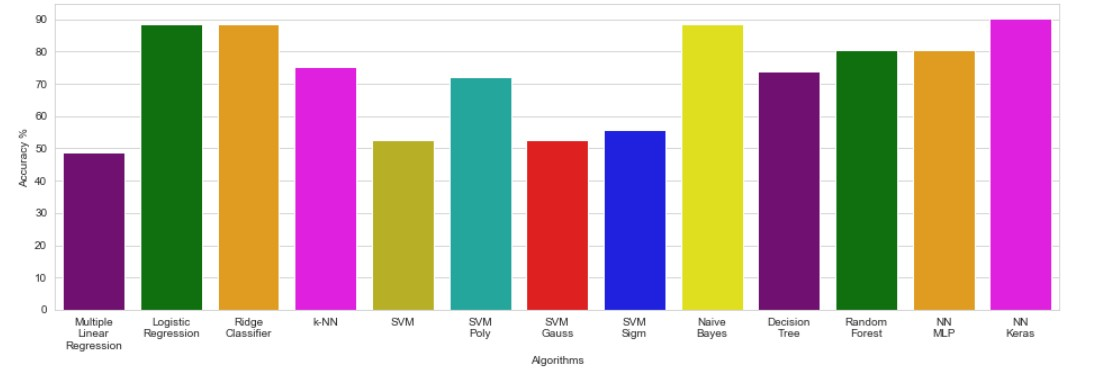 90
80
70
60
50
40
30
20
10
0
Accuracy %
Multiple
Linear
Regression
Logistic
Regression
Ridge
Classifier
k-NN
SVM
SVM
Poly
SVM
Gauss
SVM
Sigm
Naive
Bayes
Decision
Tree
Random
Forest
NN
MLP
NN
Keras
Algorithms